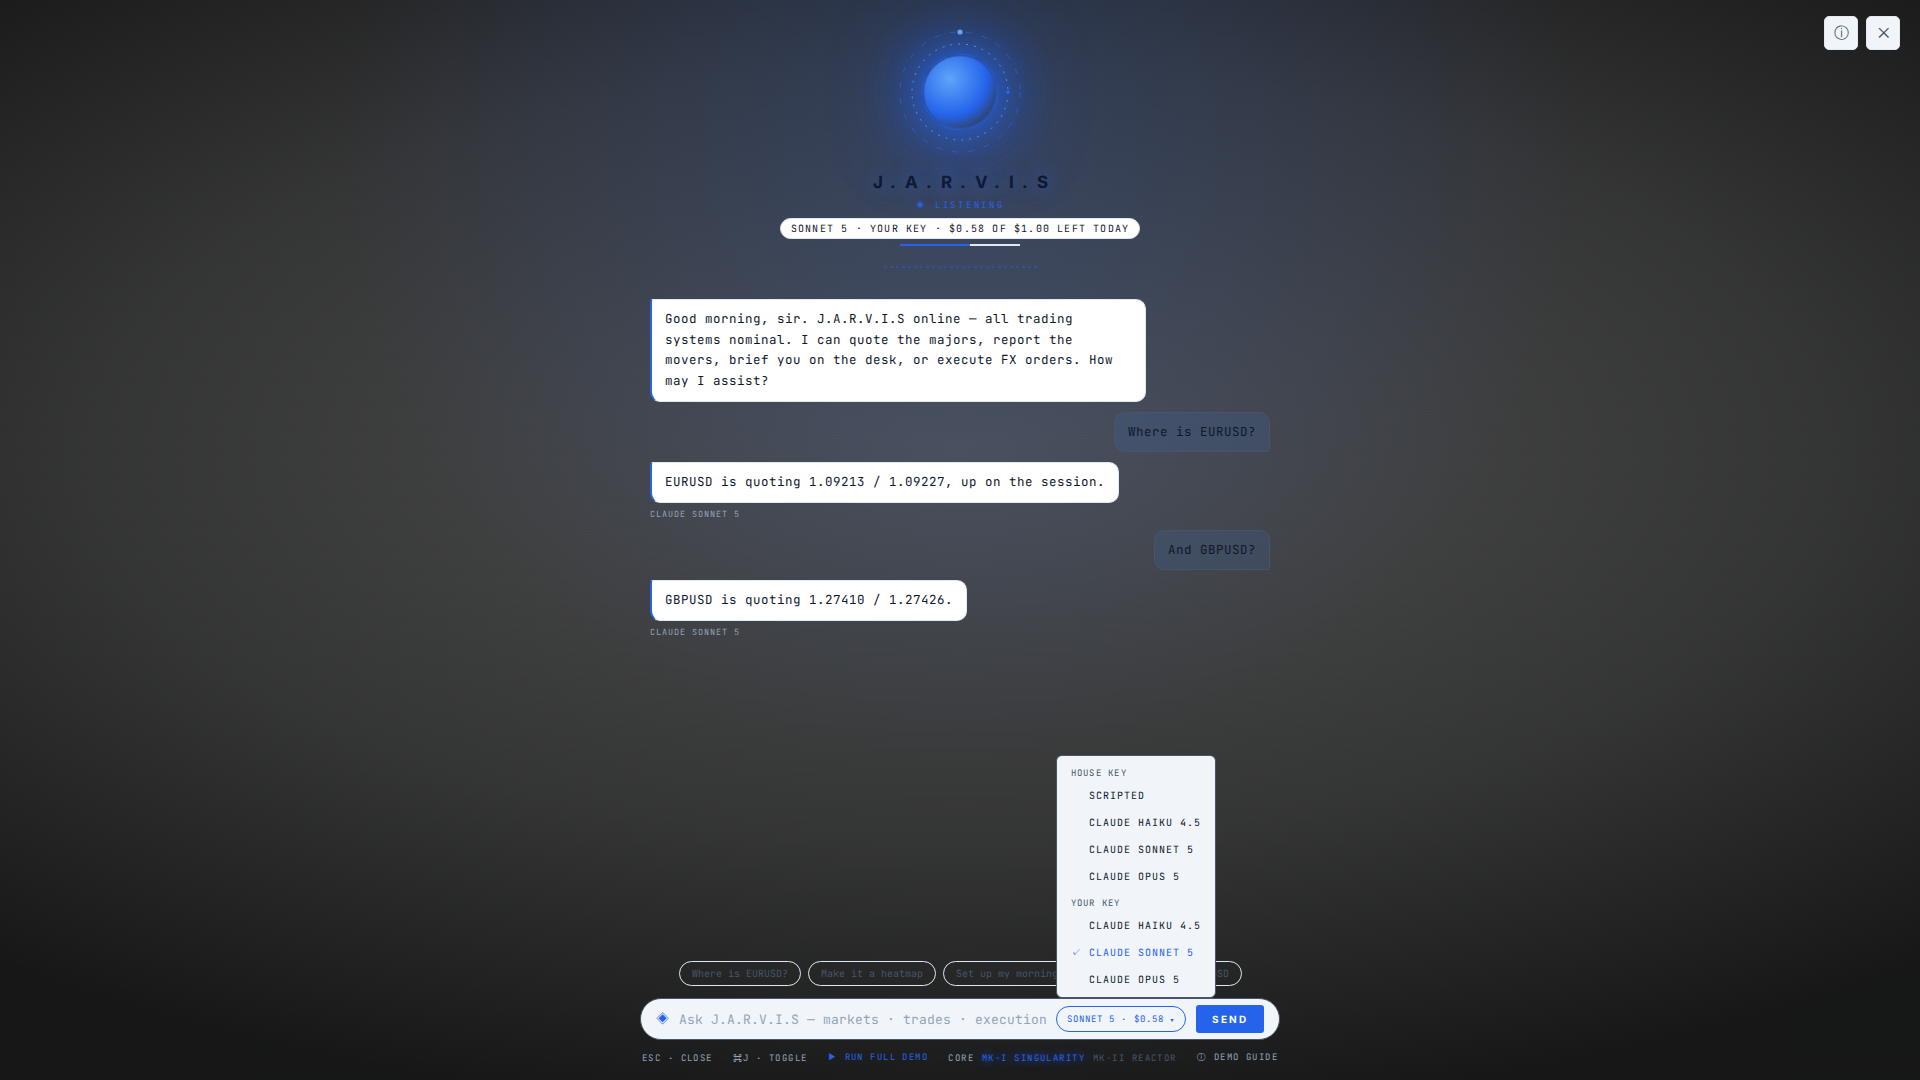 J.A.R.V.I.S
◈ LISTENING
SONNET 5 · YOUR KEY · $0.58 OF $1.00 LEFT TODAY
Good morning, sir. J.A.R.V.I.S online — all trading
systems nominal. I can quote the majors, report the
movers, brief you on the desk, or execute FX orders. How
may I assist?
Where is EURUSD?
EURUSD is quoting 1.09213 / 1.09227, up on the session.
CLAUDE SONNET 5
And GBPUSD?
GBPUSD is quoting 1.27410 / 1.27426.
CLAUDE SONNET 5
HOUSE KEY
SCRIPTED
CLAUDE HAIKU 4.5
CLAUDE SONNET 5
CLAUDE OPUS 5
YOUR KEY
CLAUDE HAIKU 4.5
✓ CLAUDE SONNET 5
CLAUDE OPUS 5
Where is EURUSD? Make it a heatmap Set up my morning SD
◈ Ask J.A.R.V.I.S — markets · trades · execution SONNET 5 · $0.58 ▾ SEND
ESC · CLOSE ⌘J · TOGGLE ▶ RUN FULL DEMO CORE MK-I SINGULARITY MK-II REACTOR ⓘ DEMO GUIDE